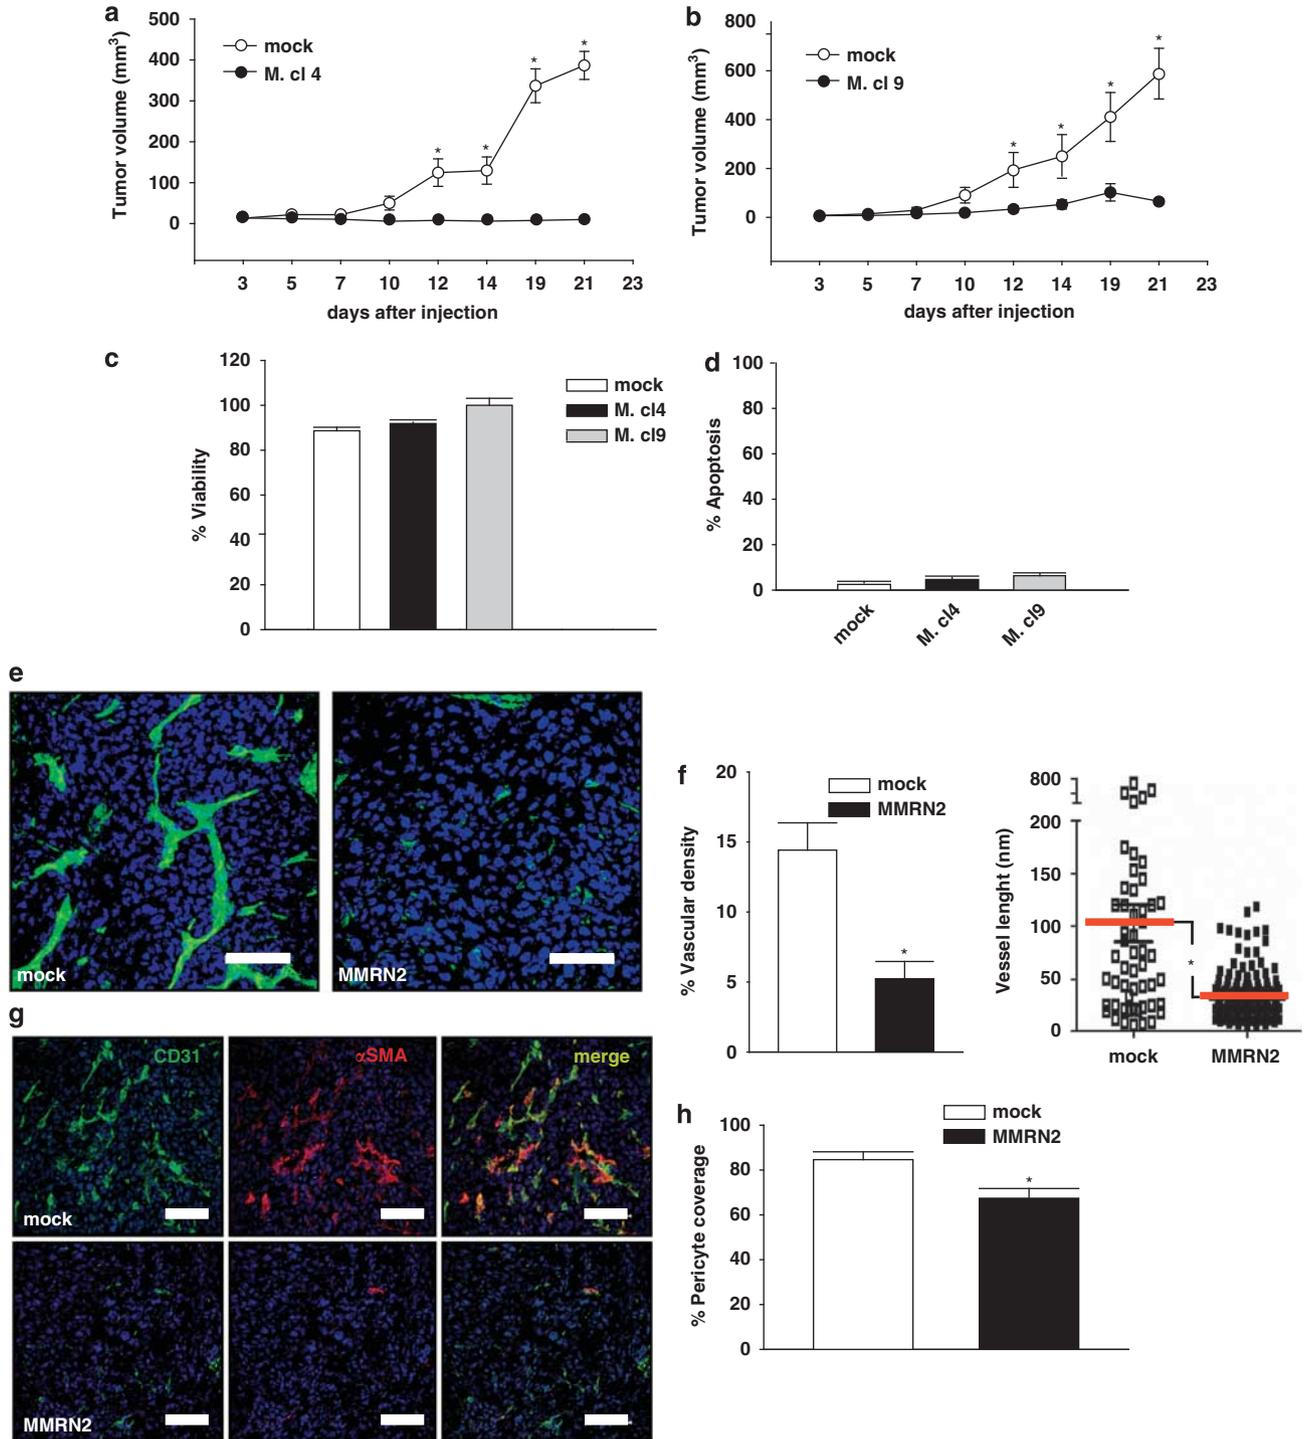 a
500
400
300
200
100
0
Tumor volume (mm3)
mock
M. cl 4
*
*
*
*
3 5 7 10 12 14 19 21 23
days after injection
b
800
600
400
200
0
Tumor volume (mm3)
mock
M. cl 9
*
*
*
*
3 5 7 10 12 14 19 21 23
days after injection
c
120
100
80
60
40
20
0
% Viability
mock
M. cl4
M. cl9
d
100
80
60
40
20
0
% Apoptosis
mock
M. cl4
M. cl9
e
mock
MMRN2
f
20
15
10
5
0
% Vascular density
mock
MMRN2
*
800
200
150
100
50
0
Vessel lenght (nm)
*
mock MMRN2
g
CD31
αSMA
merge
mock
MMRN2
h
100
80
60
40
20
0
% Pericyte coverage
mock
MMRN2
*